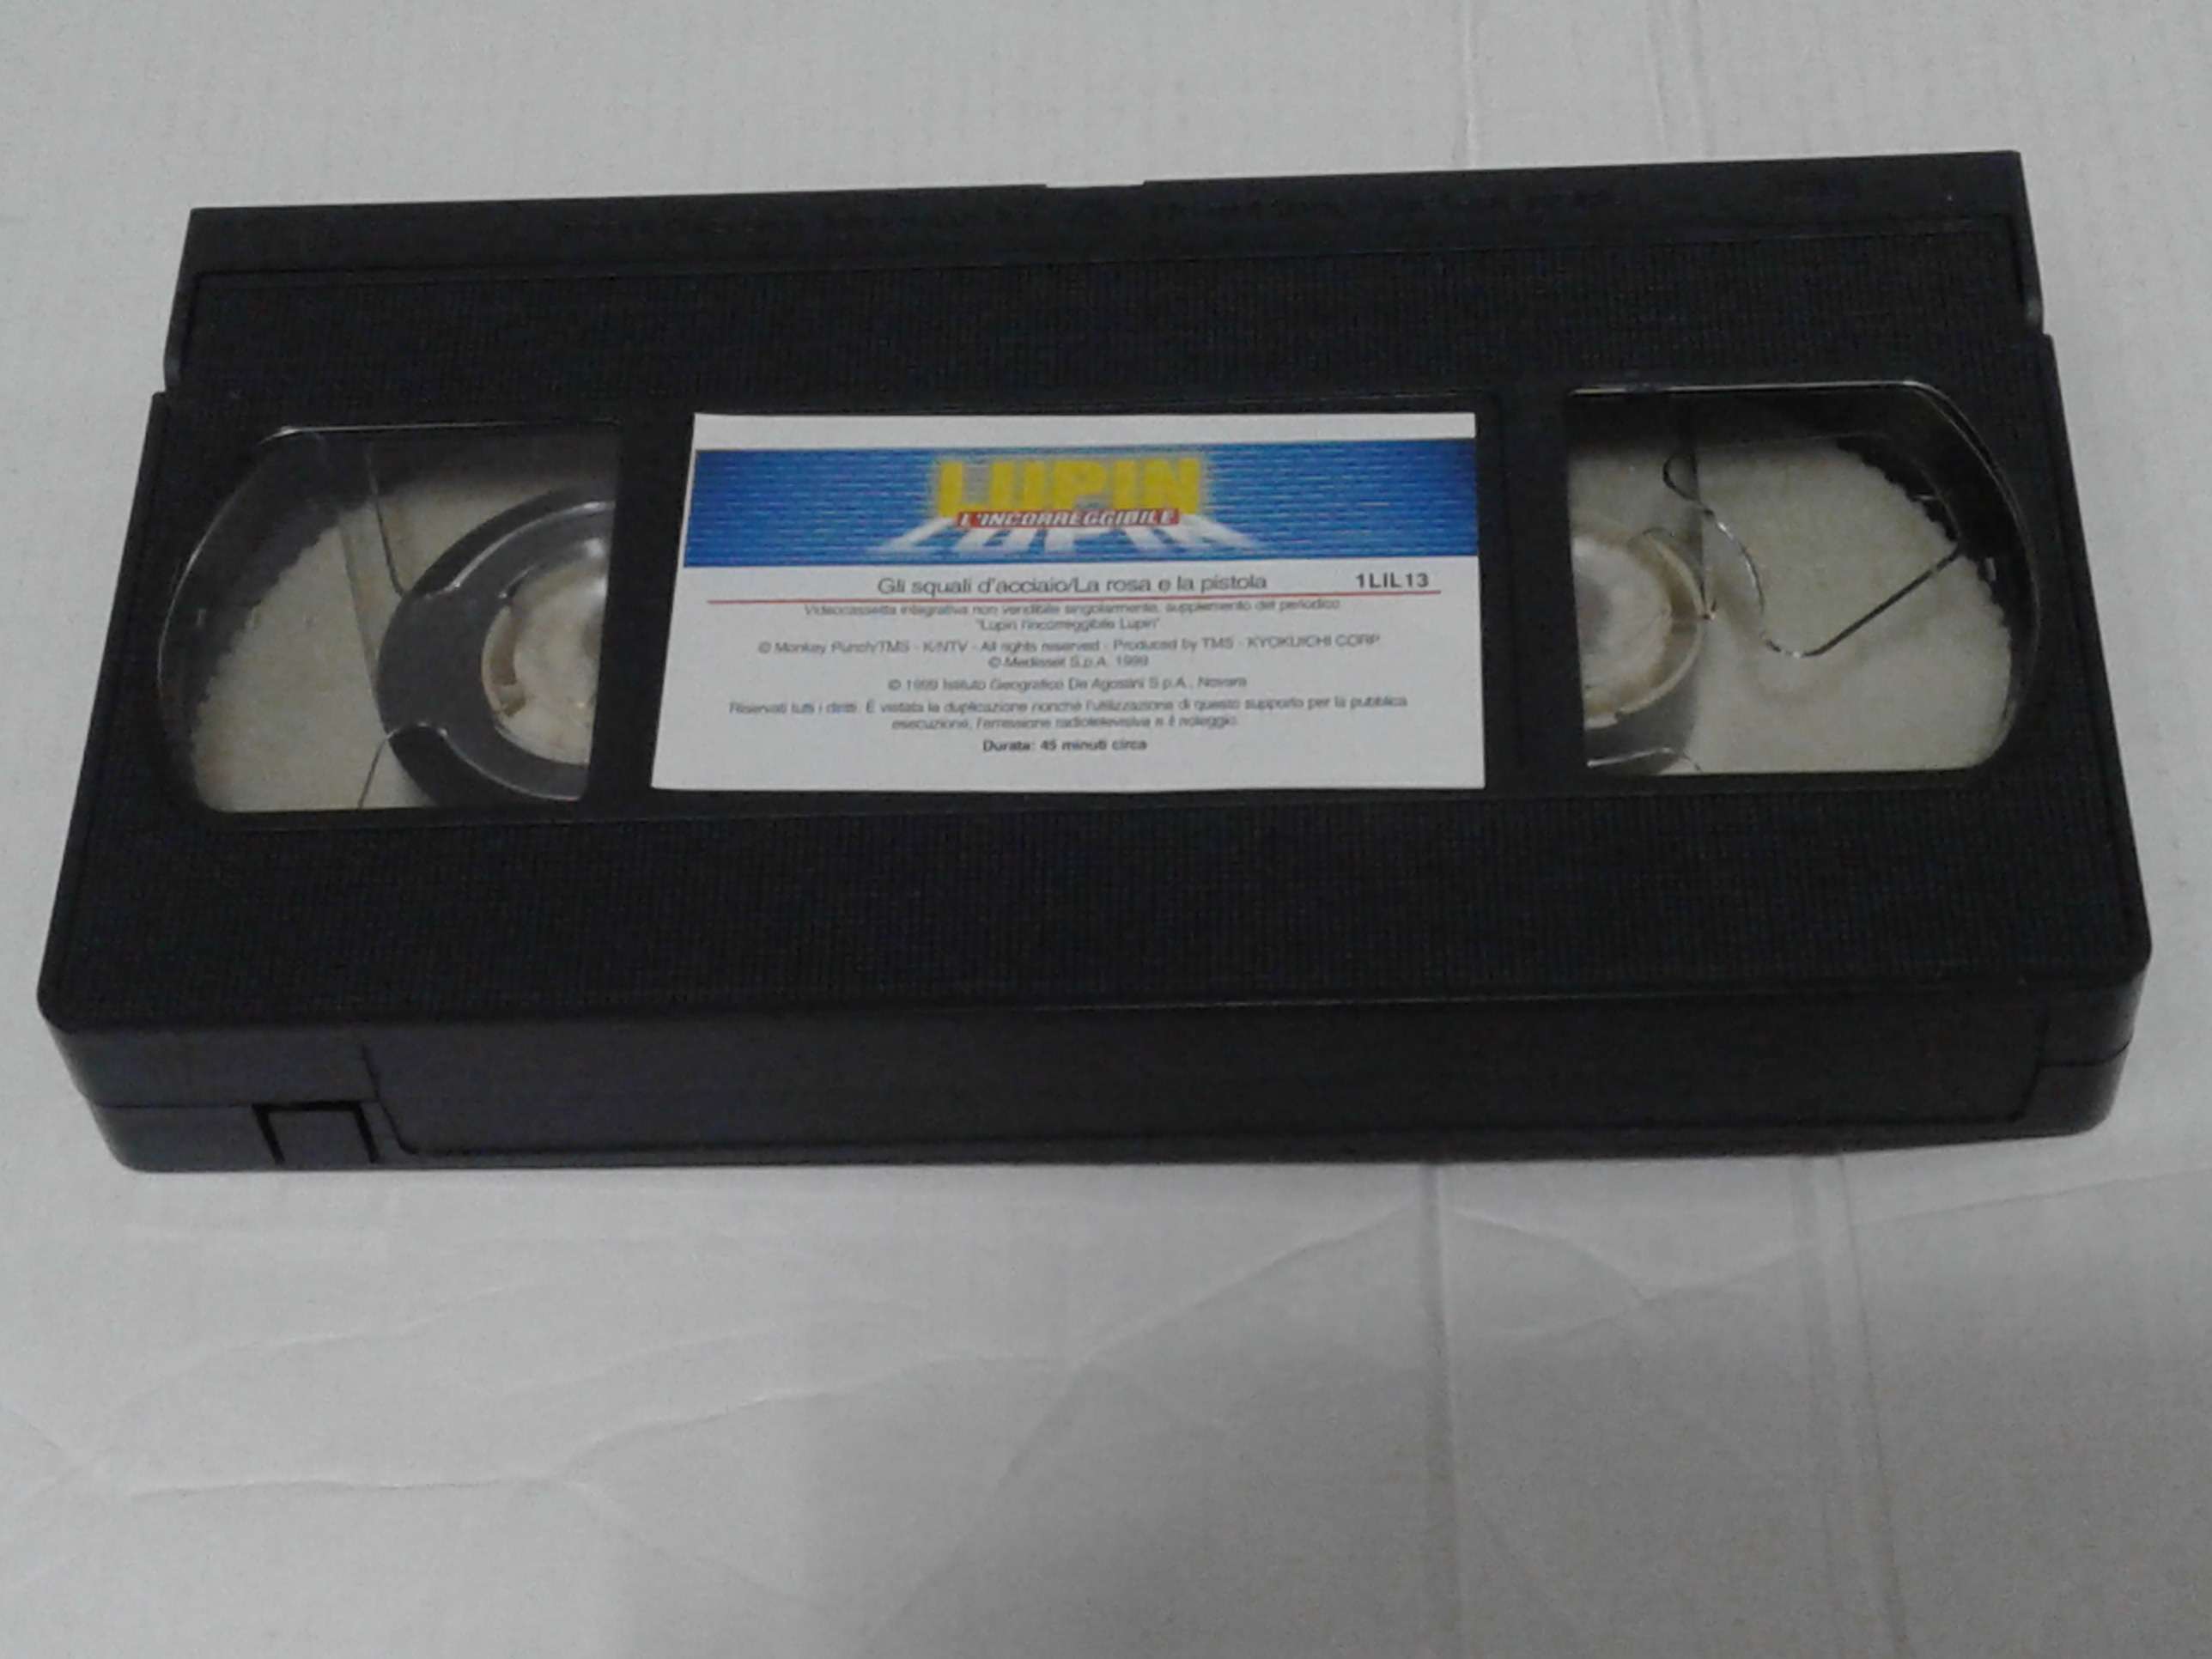 LUPIN
L'INCORREGGIBILE
LUPIN
Gli squali d'acciaio/La rosa e la pistola 1LIL13
Videocassetta integrativa non vendibile singolarmente, supplemento del periodico
"Lupin l'incorreggibile Lupin"
© Monkey Punch/TMS - K/NTV - All rights reserved - Produced by TMS - KYOKUICHI CORP
© Mediaset S.p.A. 1999
© 1999 Istituto Geografico De Agostini S.p.A., Novara
Riservati tutti i diritti. È vietata la duplicazione nonché l'utilizzazione di questo supporto per la pubblica
esecuzione, l'emissione radiotelevisiva e il noleggio.
Durata: 45 minuti circa